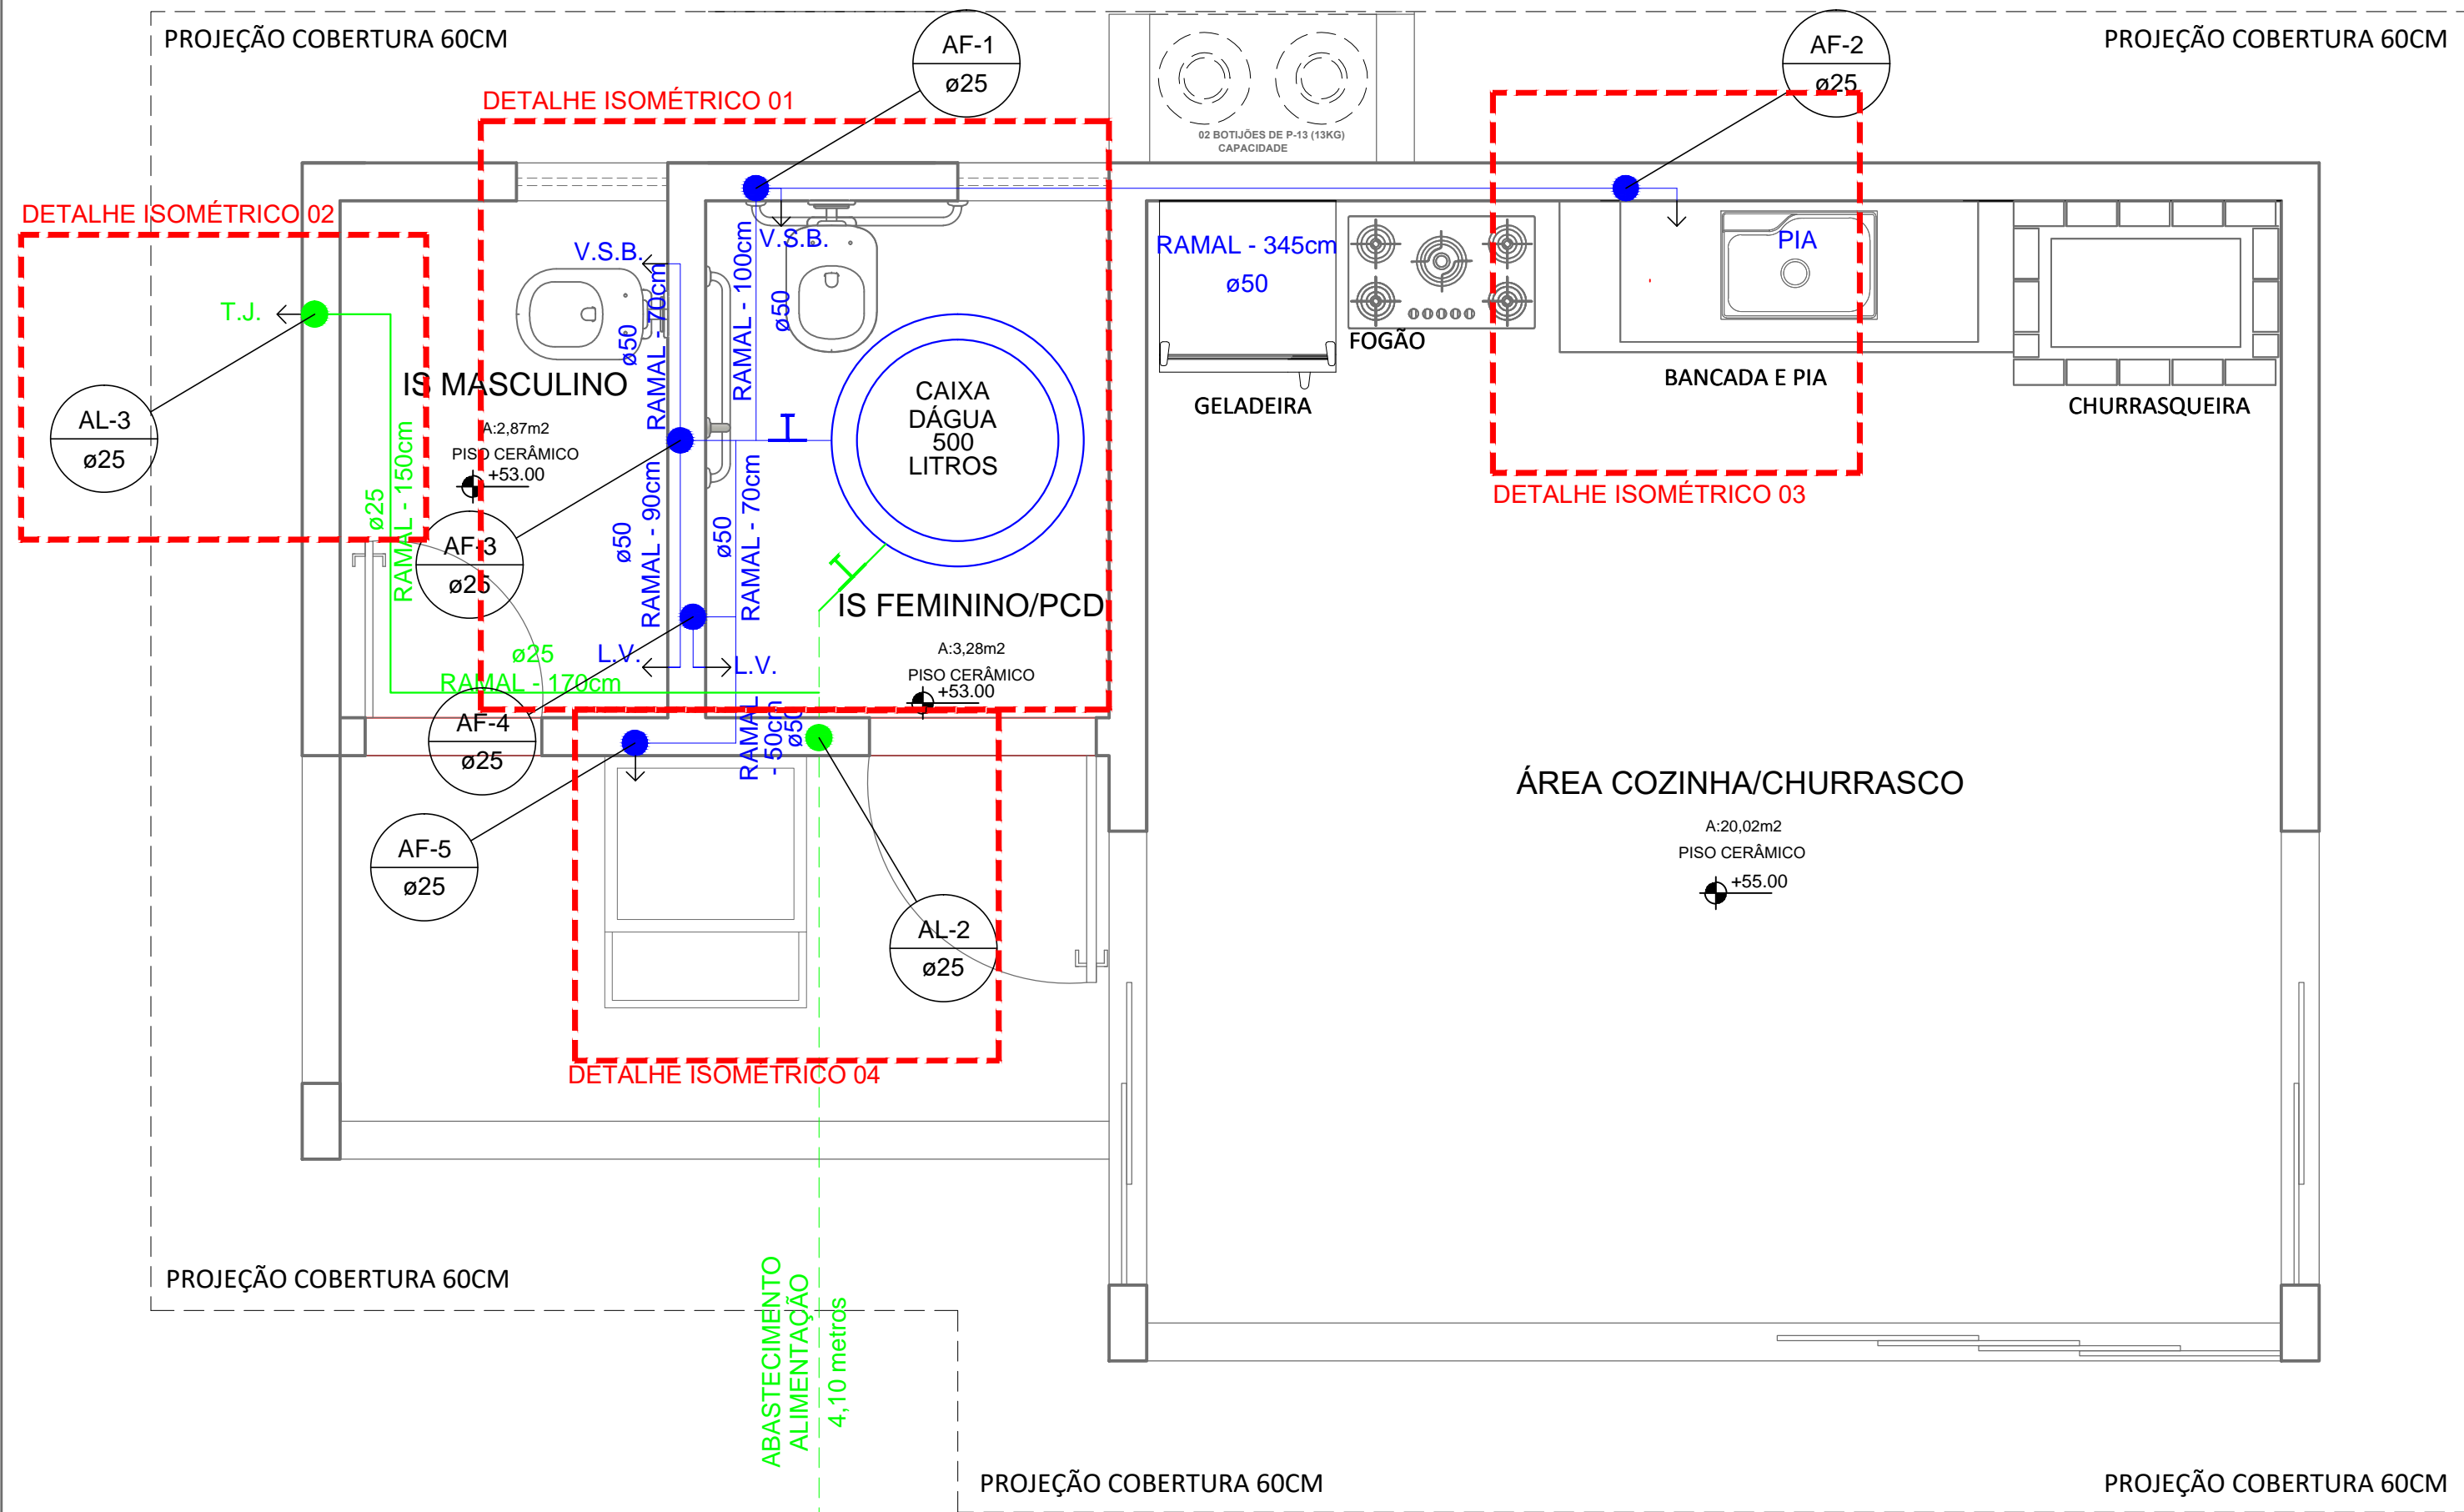 PROJEÇÃO COBERTURA 60CM
AF-1
ø25
AF-2
ø25
PROJEÇÃO COBERTURA 60CM
DETALHE ISOMÉTRICO 01
02 BOTIJÕES DE P-13 (13KG)
CAPACIDADE
DETALHE ISOMÉTRICO 02
V.S.B.
V.S.B.
RAMAL - 345cm
ø50
PIA
T.J.
ø50
RAMAL - 70cm
RAMAL - 100cm
ø50
FOGÃO
IS MASCULINO
A:2,87m2
PISO CERÂMICO
+53.00
CAIXA
DÁGUA
500
LITROS
GELADEIRA
BANCADA E PIA
CHURRASQUEIRA
AL-3
ø25
ø25
RAMAL - 150cm
DETALHE ISOMÉTRICO 03
AF-3
ø25
ø50
RAMAL - 90cm
ø50
RAMAL - 70cm
IS FEMININO/PCD
A:3,28m2
PISO CERÂMICO
+53.00
ø25
RAMAL - 170cm
L.V.
L.V.
AF-4
ø25
RAMAL
- 50cm
ø50
ÁREA COZINHA/CHURRASCO
A:20,02m2
PISO CERÂMICO
+55.00
AF-5
ø25
AL-2
ø25
DETALHE ISOMÉTRICO 04
PROJEÇÃO COBERTURA 60CM
ABASTECIMENTO
ALIMENTAÇÃO
4,10 metros
PROJEÇÃO COBERTURA 60CM
PROJEÇÃO COBERTURA 60CM